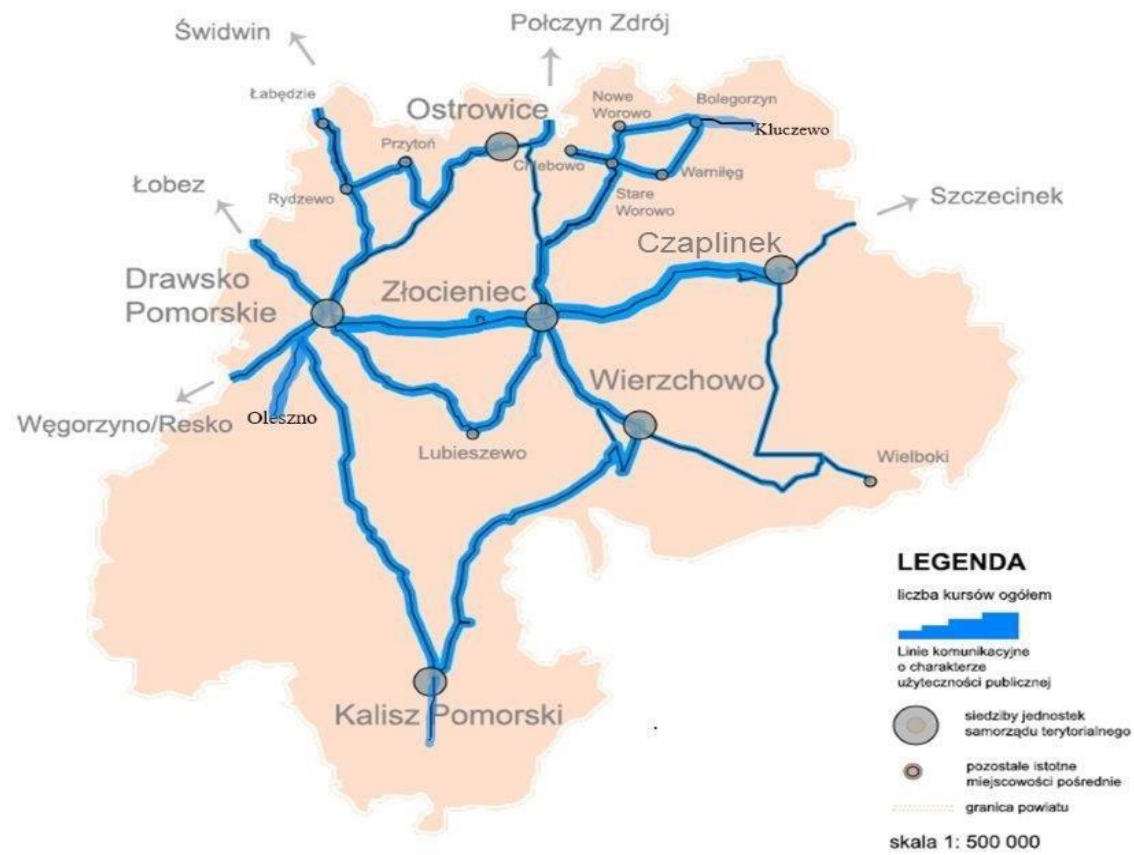 Świdwin
Połczyn Zdrój
Łabędzie
Ostrowice
Nowe
Worowo
Bolegorzyn
Kłuczewo
Przytoń
Chlebowo
Rydzewo
Warniłęg
Stare
Worowo
Łobez
Szczecinek
Czaplinek
Drawsko
Pomorskie
Złocieniec
Wierzchowo
Węgorzyno/Resko
Oleszno
Lubieszewo
Wielboki
Kalisz Pomorski
LEGENDA
liczba kursów ogółem
Linie komunikacyjne
o charakterze
użyteczności publicznej
siedziby jednostek
samorządu terytorialnego
pozostałe istotne
miejscowości pośrednie
granica powiatu
skala 1: 500 000